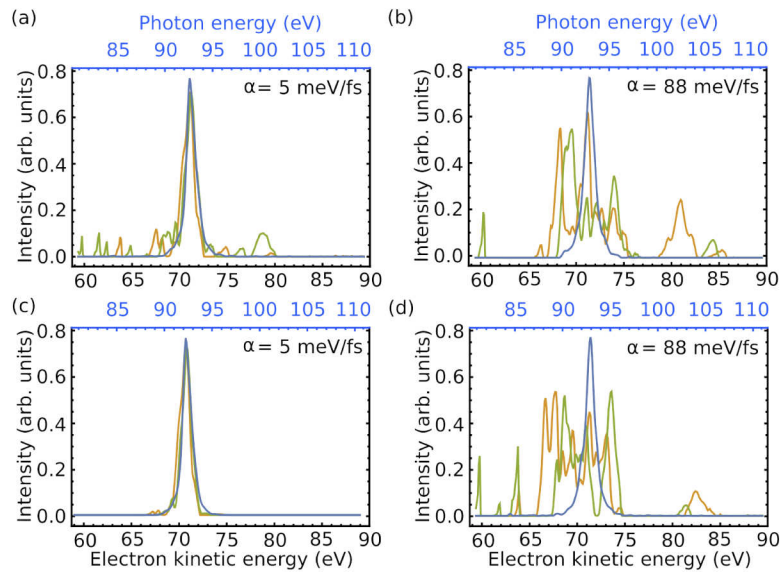 (a)
Photon energy (eV)
85 90 95 100 105 110
Intensity (arb. units)
0.8
0.6
0.4
0.2
0.0
α = 5 meV/fs
60 65 70 75 80 85 90
(b)
Photon energy (eV)
85 90 95 100 105 110
Intensity (arb. units)
0.8
0.6
0.4
0.2
0.0
α = 88 meV/fs
60 65 70 75 80 85 90
(c)
85 90 95 100 105 110
Intensity (arb. units)
0.8
0.6
0.4
0.2
0.0
α = 5 meV/fs
60 65 70 75 80 85 90
Electron kinetic energy (eV)
(d)
85 90 95 100 105 110
Intensity (arb. units)
0.8
0.6
0.4
0.2
0.0
α = 88 meV/fs
60 65 70 75 80 85 90
Electron kinetic energy (eV)